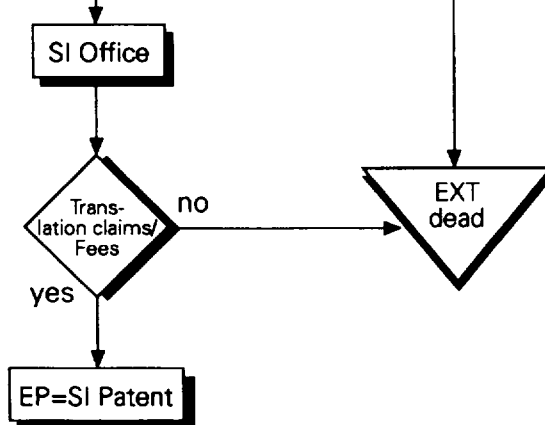 SI Office
Trans-
lation claims/
Fees
no
EXT
dead
yes
EP=SI Patent